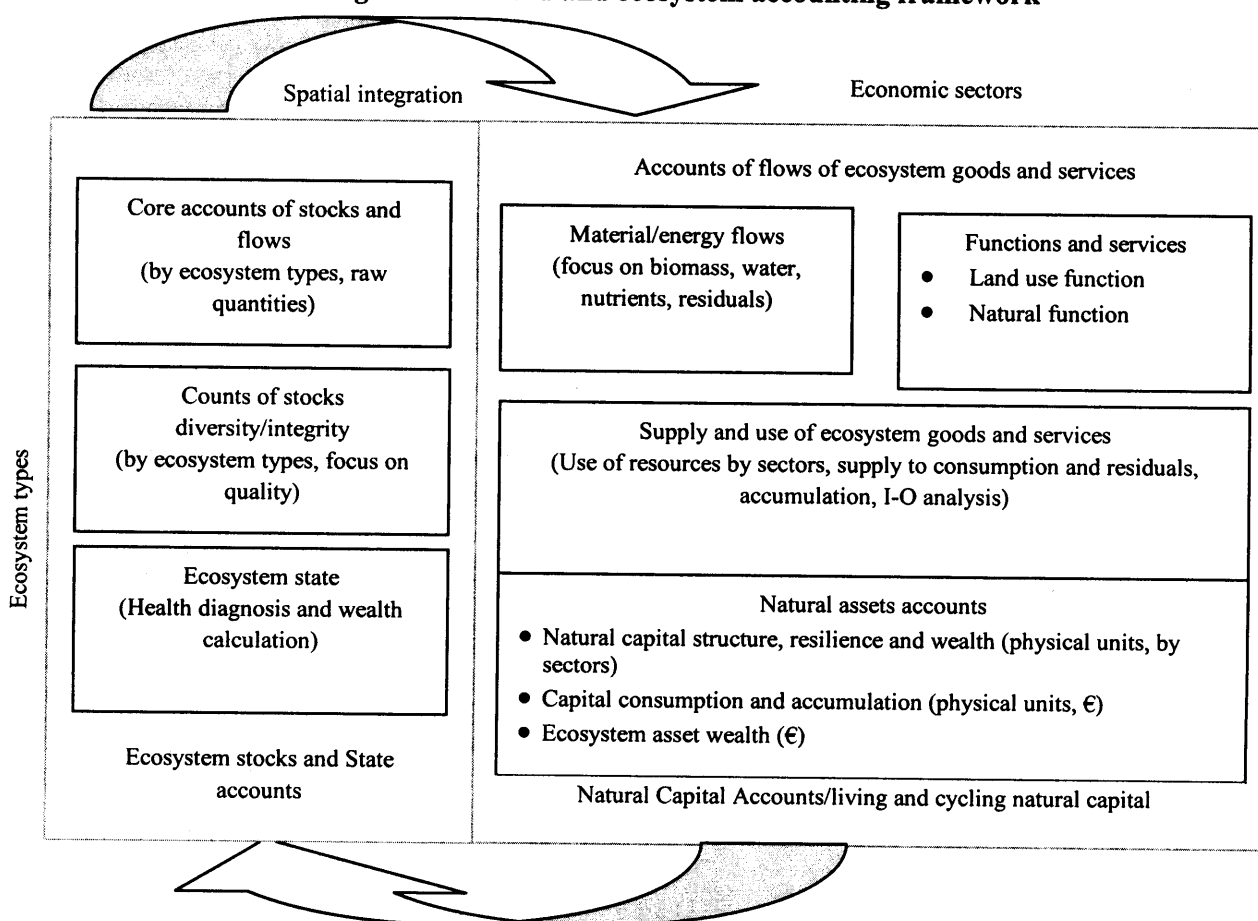 and ecosystem accounting framework
Spatial integration
Economic sectors
Ecosystem types
Core accounts of stocks and
flows
(by ecosystem types, raw
quantities)
Counts of stocks
diversity/integrity
(by ecosystem types, focus on
quality)
Ecosystem state
(Health diagnosis and wealth
calculation)
Ecosystem stocks and State
accounts
Accounts of flows of ecosystem goods and services
Material/energy flows
(focus on biomass, water,
nutrients, residuals)
Functions and services
● Land use function
● Natural function
Supply and use of ecosystem goods and services
(Use of resources by sectors, supply to consumption and residuals,
accumulation, I-O analysis)
Natural assets accounts
● Natural capital structure, resilience and wealth (physical units, by
sectors)
● Capital consumption and accumulation (physical units, €)
● Ecosystem asset wealth (€)
Natural Capital Accounts/living and cycling natural capital